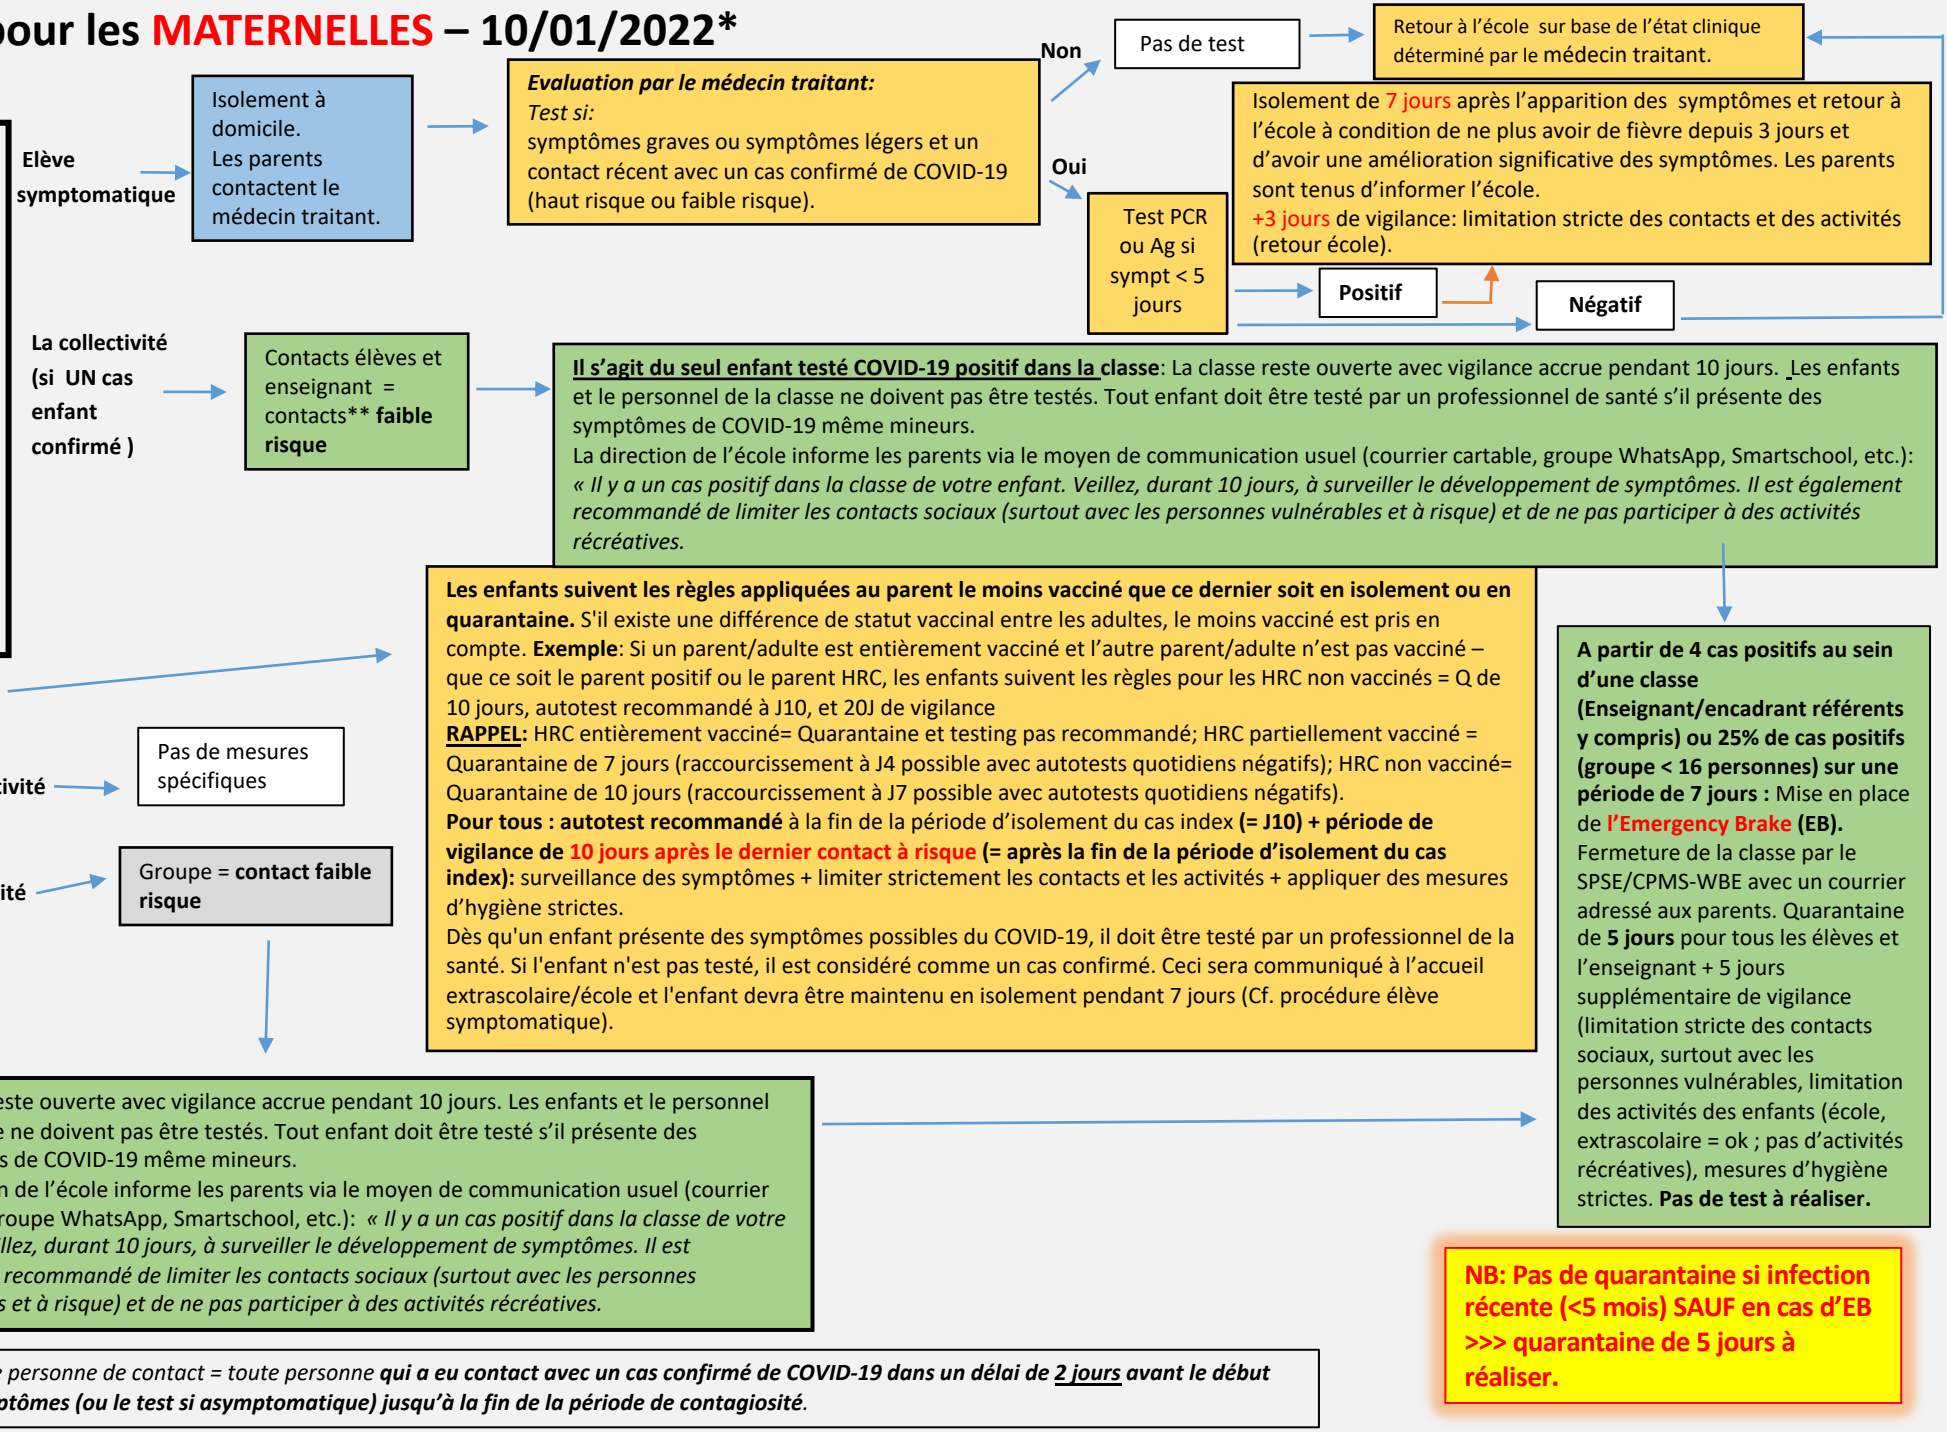 pour les MATERNELLES – 10/01/2022*
Non
Pas de test
Retour à l’école sur base de l’état clinique
déterminé par le médecin traitant.
Elève
symptomatique
Isolement à
domicile.
Les parents
contactent le
médecin traitant.
Evaluation par le médecin traitant:
Test si:
symptômes graves ou symptômes légers et un
contact récent avec un cas confirmé de COVID-19
(haut risque ou faible risque).
Oui
Test PCR
ou Ag si
sympt < 5
jours
Isolement de 7 jours après l’apparition des symptômes et retour à
l’école à condition de ne plus avoir de fièvre depuis 3 jours et
d’avoir une amélioration significative des symptômes. Les parents
sont tenus d’informer l’école.
+3 jours de vigilance: limitation stricte des contacts et des activités
(retour école).
Positif
Négatif
La collectivité
(si UN cas
enfant
confirmé )
Contacts élèves et
enseignant =
contacts** faible
risque
Il s’agit du seul enfant testé COVID-19 positif dans la classe: La classe reste ouverte avec vigilance accrue pendant 10 jours. Les enfants
et le personnel de la classe ne doivent pas être testés. Tout enfant doit être testé par un professionnel de santé s’il présente des
symptômes de COVID-19 même mineurs.
La direction de l’école informe les parents via le moyen de communication usuel (courrier cartable, groupe WhatsApp, Smartschool, etc.):
« Il y a un cas positif dans la classe de votre enfant. Veillez, durant 10 jours, à surveiller le développement de symptômes. Il est également
recommandé de limiter les contacts sociaux (surtout avec les personnes vulnérables et à risque) et de ne pas participer à des activités
récréatives.
Les enfants suivent les règles appliquées au parent le moins vacciné que ce dernier soit en isolement ou en
quarantaine. S'il existe une différence de statut vaccinal entre les adultes, le moins vacciné est pris en
compte. Exemple: Si un parent/adulte est entièrement vacciné et l’autre parent/adulte n’est pas vacciné –
que ce soit le parent positif ou le parent HRC, les enfants suivent les règles pour les HRC non vaccinés = Q de
10 jours, autotest recommandé à J10, et 20J de vigilance
RAPPEL: HRC entièrement vacciné= Quarantaine et testing pas recommandé; HRC partiellement vacciné =
Quarantaine de 7 jours (raccourcissement à J4 possible avec autotests quotidiens négatifs); HRC non vacciné=
Quarantaine de 10 jours (raccourcissement à J7 possible avec autotests quotidiens négatifs).
Pour tous : autotest recommandé à la fin de la période d’isolement du cas index (= J10) + période de
vigilance de 10 jours après le dernier contact à risque (= après la fin de la période d’isolement du cas
index): surveillance des symptômes + limiter strictement les contacts et les activités + appliquer des mesures
d’hygiène strictes.
Dès qu'un enfant présente des symptômes possibles du COVID-19, il doit être testé par un professionnel de la
santé. Si l'enfant n'est pas testé, il est considéré comme un cas confirmé. Ceci sera communiqué à l’accueil
extrascolaire/école et l'enfant devra être maintenu en isolement pendant 7 jours (Cf. procédure élève
symptomatique).
A partir de 4 cas positifs au sein
d’une classe
(Enseignant/encadrant référents
y compris) ou 25% de cas positifs
(groupe < 16 personnes) sur une
période de 7 jours : Mise en place
de l’Emergency Brake (EB).
Fermeture de la classe par le
SPSE/CPMS-WBE avec un courrier
adressé aux parents. Quarantaine
de 5 jours pour tous les élèves et
l’enseignant + 5 jours
supplémentaire de vigilance
(limitation stricte des contacts
sociaux, surtout avec les
personnes vulnérables, limitation
des activités des enfants (école,
extrascolaire = ok ; pas d’activités
récréatives), mesures d’hygiène
strictes. Pas de test à réaliser.
tivité
Pas de mesures
spécifiques
ité
Groupe = contact faible
risque
este ouverte avec vigilance accrue pendant 10 jours. Les enfants et le personnel
e ne doivent pas être testés. Tout enfant doit être testé s’il présente des
s de COVID-19 même mineurs.
n de l’école informe les parents via le moyen de communication usuel (courrier
roupe WhatsApp, Smartschool, etc.): « Il y a un cas positif dans la classe de votre
llez, durant 10 jours, à surveiller le développement de symptômes. Il est
recommandé de limiter les contacts sociaux (surtout avec les personnes
s et à risque) et de ne pas participer à des activités récréatives.
NB: Pas de quarantaine si infection
récente (<5 mois) SAUF en cas d’EB
>>> quarantaine de 5 jours à
réaliser.
e personne de contact = toute personne qui a eu contact avec un cas confirmé de COVID-19 dans un délai de 2 jours avant le début
ptômes (ou le test si asymptomatique) jusqu’à la fin de la période de contagiosité.